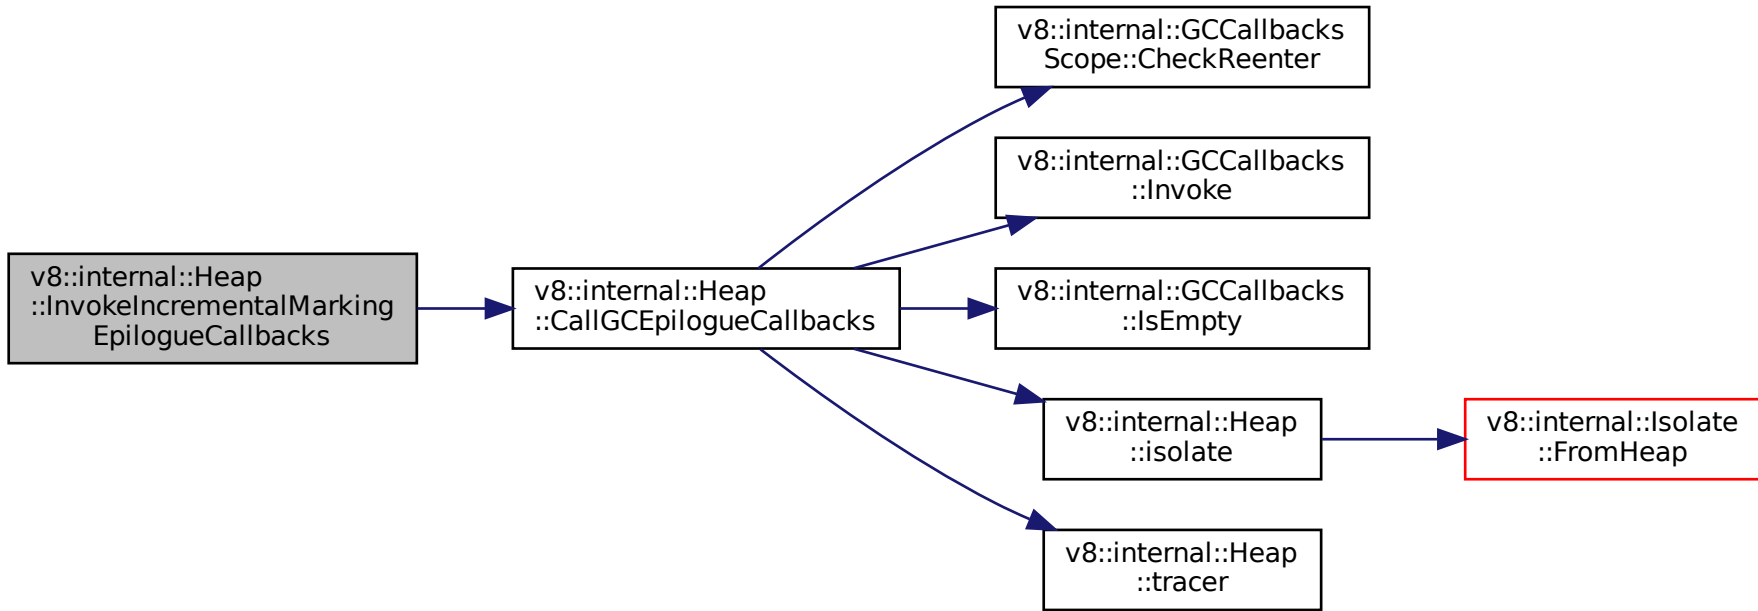 v8::internal::Heap
::InvokeIncrementalMarking
EpilogueCallbacks
v8::internal::Heap
::CallGCEpilogueCallbacks
v8::internal::GCCallbacks
Scope::CheckReenter
v8::internal::GCCallbacks
::Invoke
v8::internal::GCCallbacks
::IsEmpty
v8::internal::Heap
::isolate
v8::internal::Isolate
::FromHeap
v8::internal::Heap
::tracer